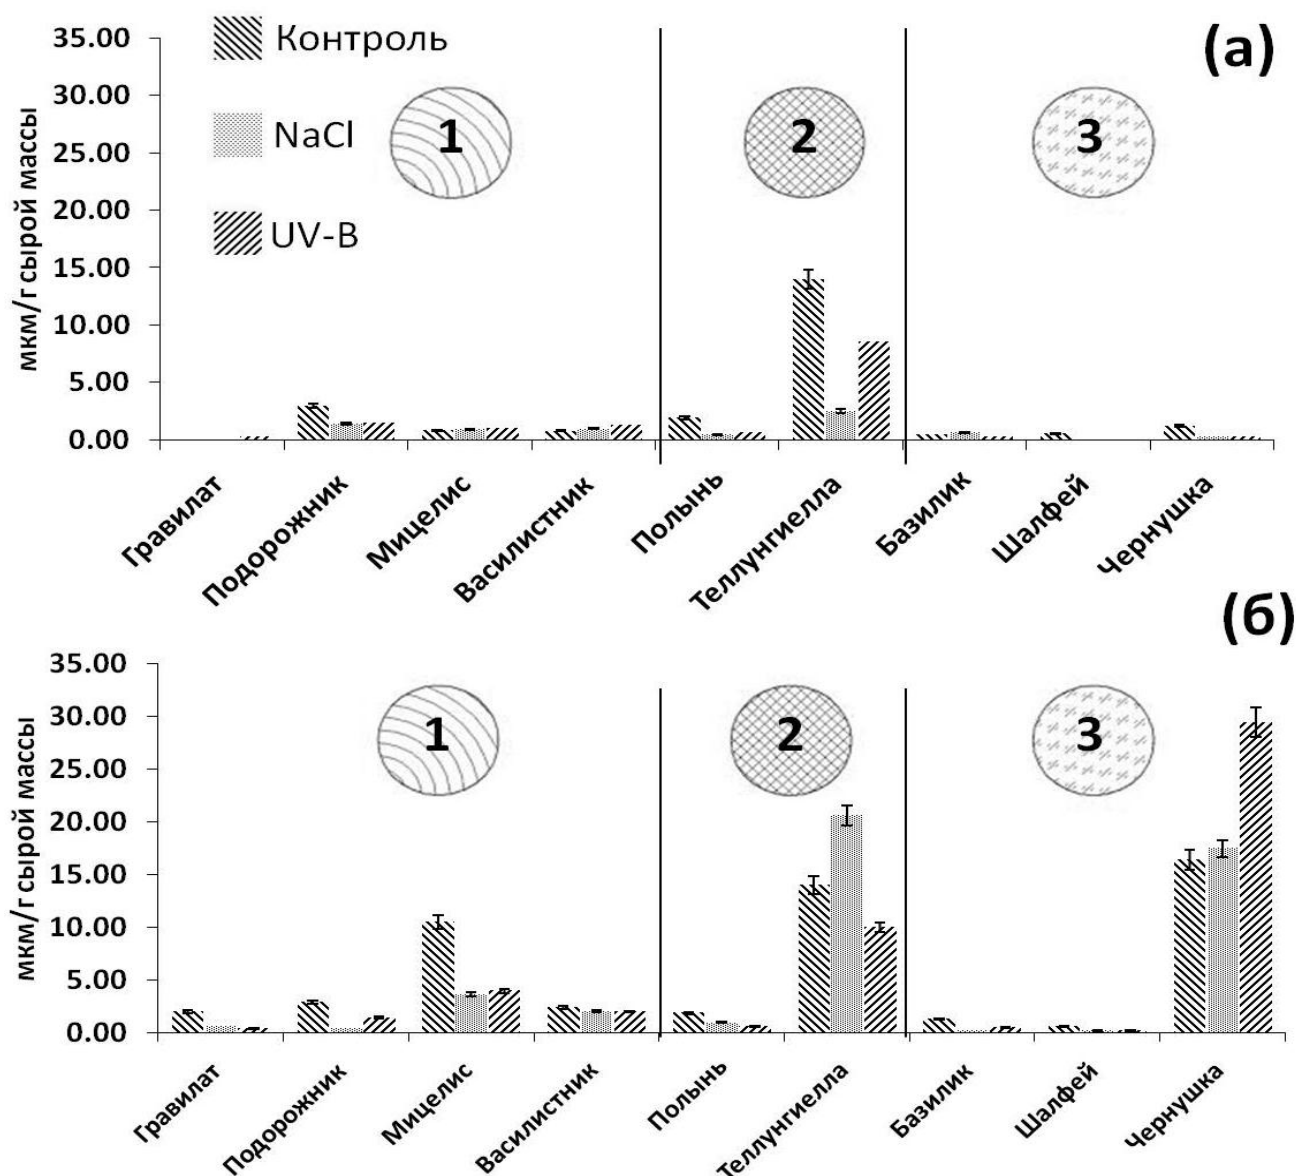 (а)
35.00
30.00
25.00
20.00
15.00
10.00
5.00
0.00
мкм/г сырой массы
Контроль
NaCl
UV-B
1
2
3
Гравилат
Подорожник
Мицелис
Василистник
Полынь
Теллунгиелла
Базилик
Шалфей
Чернушка
(б)
35.00
30.00
25.00
20.00
15.00
10.00
5.00
0.00
мкм/г сырой массы
1
2
3
Гравилат
Подорожник
Мицелис
Василистник
Полынь
Теллунгиелла
Базилик
Шалфей
Чернушка